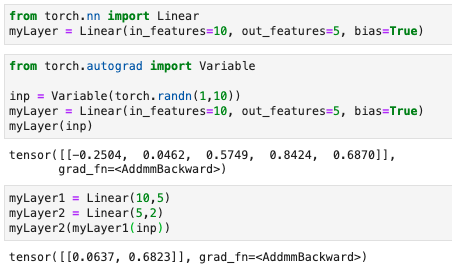 from torch.nn import Linear
myLayer = Linear(in_features=10, out_features=5, bias=True)
from torch.autograd import Variable
inp = Variable(torch.randn(1,10))
myLayer = Linear(in_features=10, out_features=5, bias=True)
myLayer(inp)
tensor([[-0.2504,  0.0462,  0.5749,  0.8424,  0.6870]],
       grad_fn=<AddmmBackward>)
myLayer1 = Linear(10,5)
myLayer2 = Linear(5,2)
myLayer2(myLayer1(inp))
tensor([[0.0637, 0.6823]], grad_fn=<AddmmBackward>)